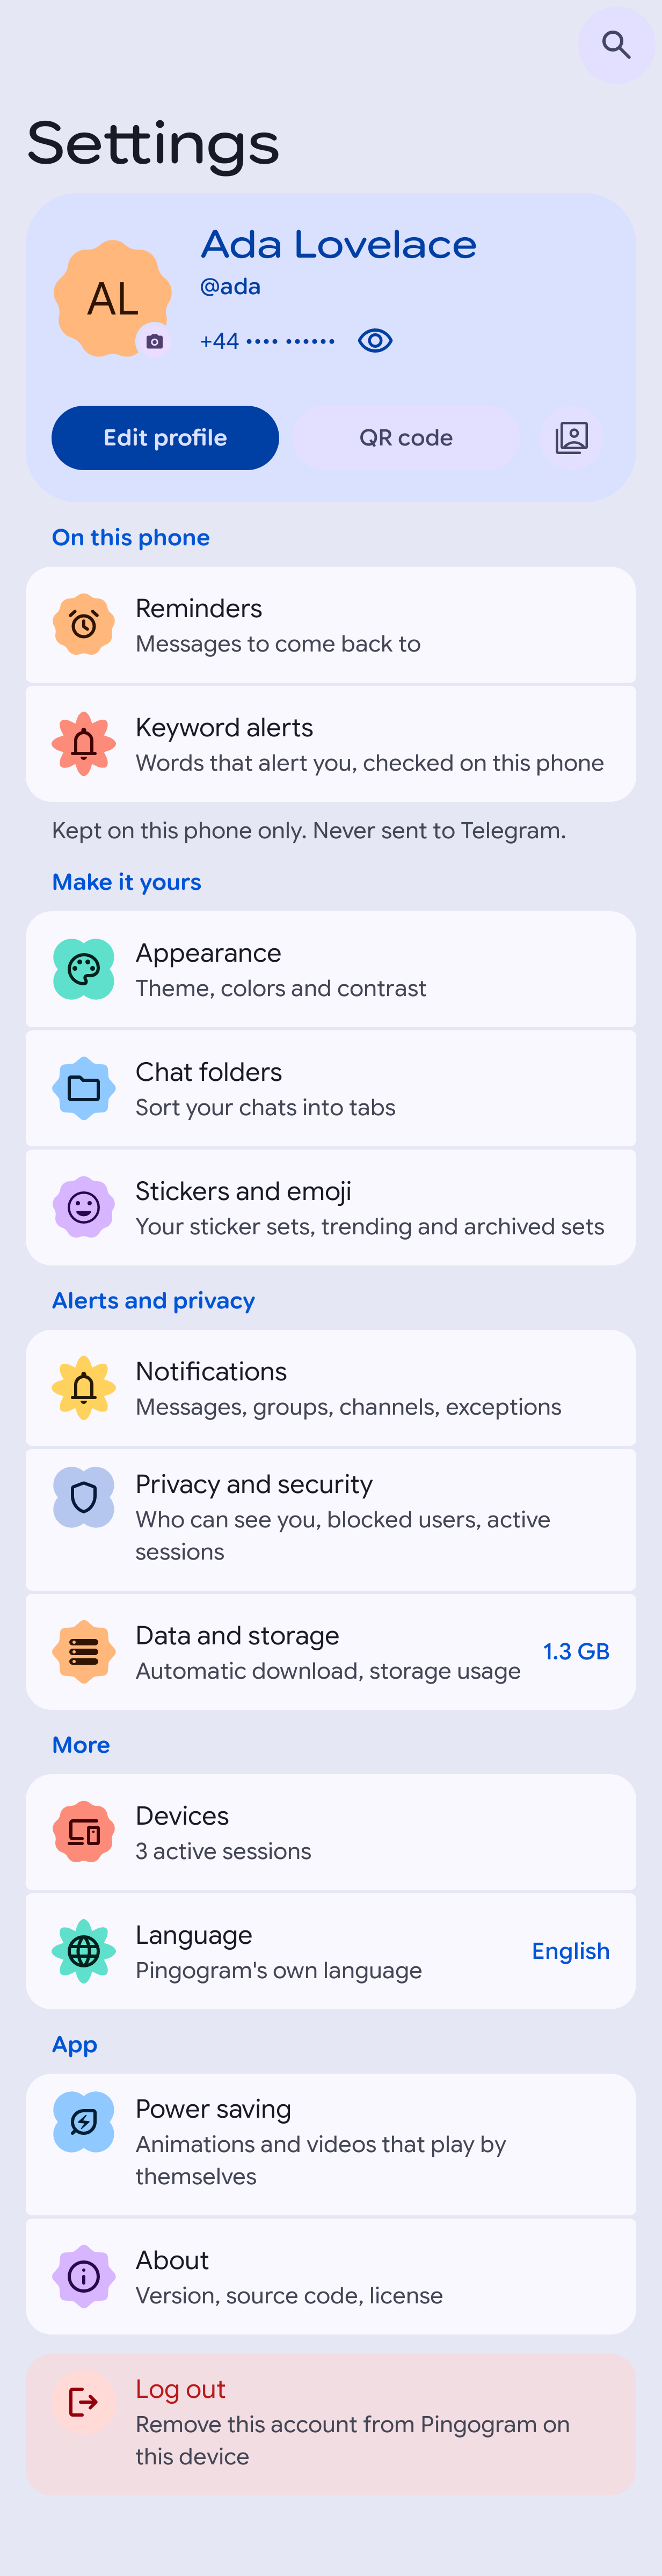 Settings
Ada Lovelace
AL
@ada
+44 •••• ••••••
Edit profile
QR code
On this phone
Reminders
Messages to come back to
Keyword alerts
Words that alert you, checked on this phone
Kept on this phone only. Never sent to Telegram.
Make it yours
Appearance
Theme, colors and contrast
Chat folders
Sort your chats into tabs
Stickers and emoji
Your sticker sets, trending and archived sets
Alerts and privacy
Notifications
Messages, groups, channels, exceptions
Privacy and security
Who can see you, blocked users, active
sessions
Data and storage
1.3 GB
Automatic download, storage usage
More
Devices
3 active sessions
Language
English
Pingogram's own language
App
Power saving
Animations and videos that play by
themselves
About
Version, source code, license
Log out
Remove this account from Pingogram on
this device